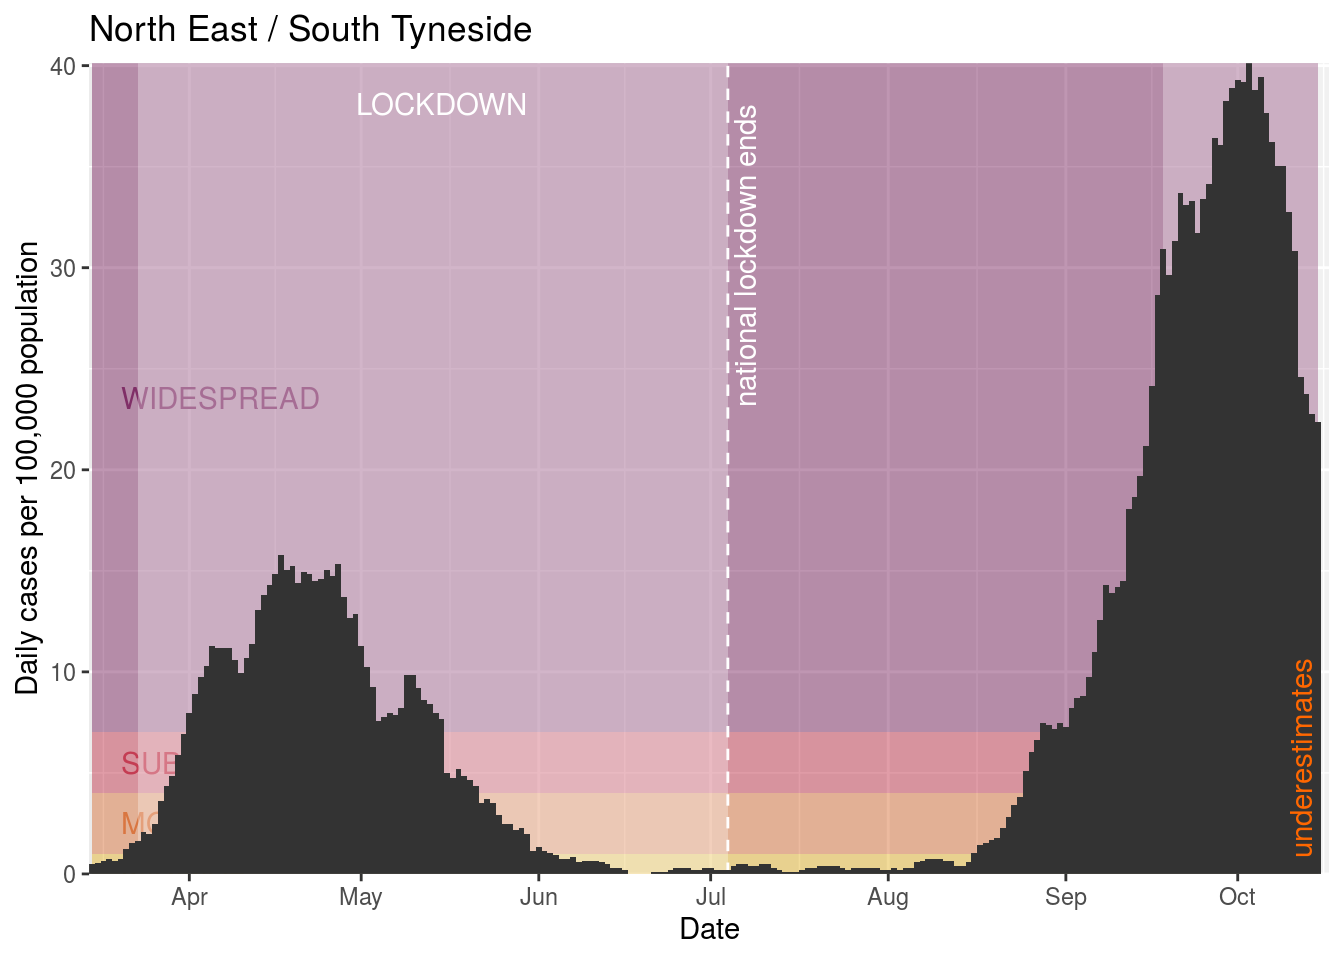 North East / South Tyneside
40
30
20
10
0
Daily cases per 100,000 population
LOCKDOWN
national lockdown ends
WIDESPREAD
underestimates
Apr
May
Jun
Jul
Aug
Sep
Oct
Date